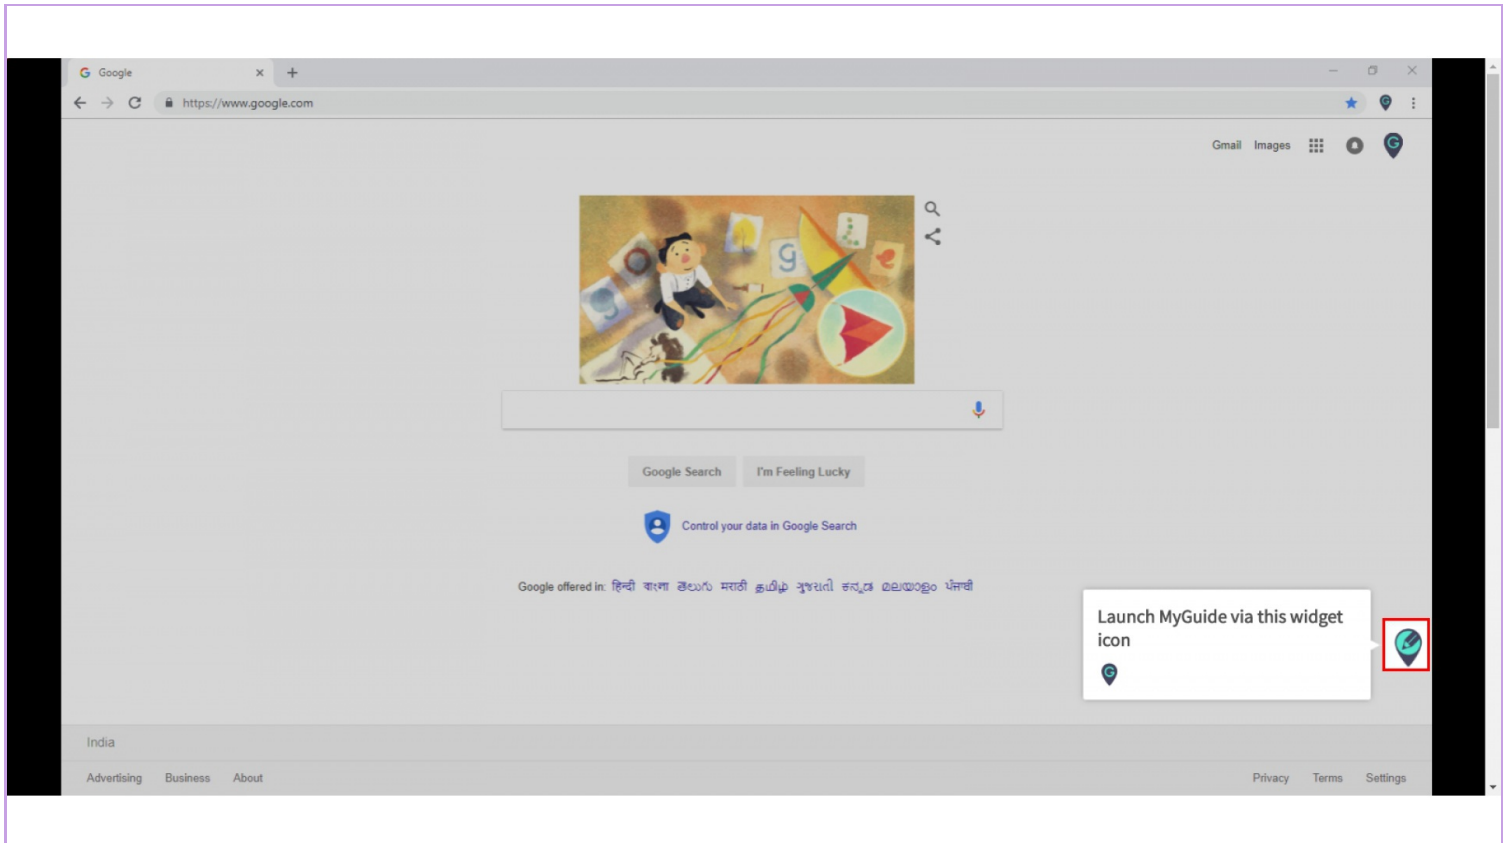 Google
https://www.google.com
Gmail Images
Google Search I'm Feeling Lucky
Control your data in Google Search
Google offered in: हिन्दी বাংলা తెలుగు मराठी தமிழ் ગુજરાતી ಕನ್ನಡ മലയാളം ਪੰਜਾਬੀ
Launch MyGuide via this widget
icon
India
Advertising Business About Privacy Terms Settings